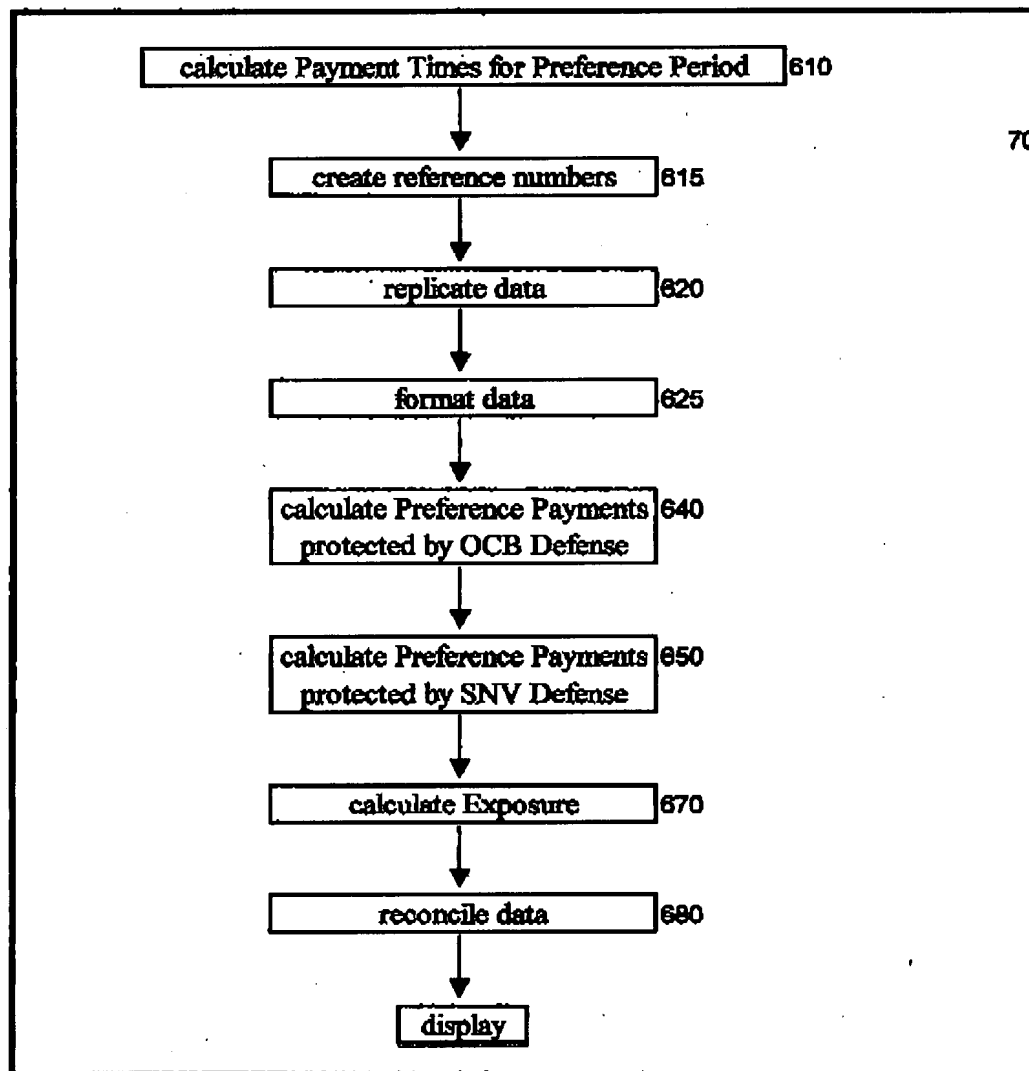 calculate Payment Times for Preference Period 610
70
create reference numbers 615
replicate data 620
format data 625
calculate Preference Payments 640
protected by OCB Defense
calculate Preference Payments 650
protected by SNV Defense
calculate Exposure 670
reconcile data 680
display